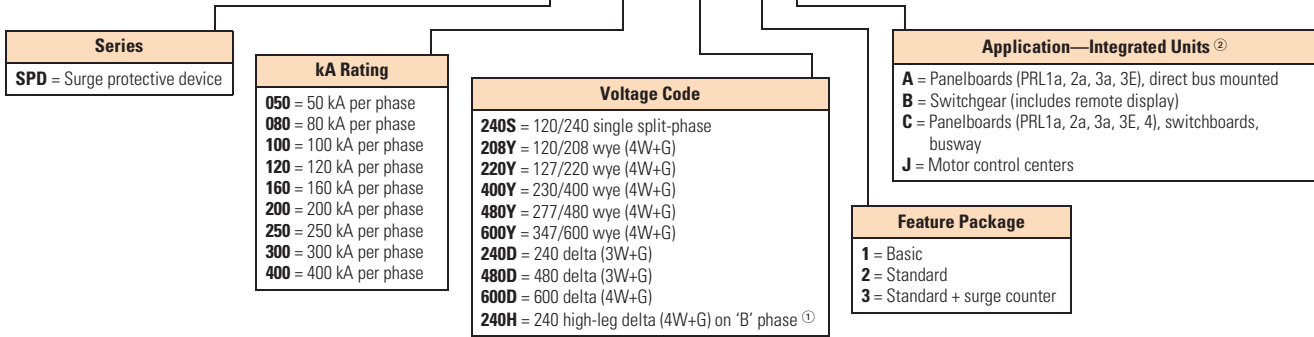 Series
SPD = Surge protective device
kA Rating
050 = 50 kA per phase
080 = 80 kA per phase
100 = 100 kA per phase
120 = 120 kA per phase
160 = 160 kA per phase
200 = 200 kA per phase
250 = 250 kA per phase
300 = 300 kA per phase
400 = 400 kA per phase
Voltage Code
240S = 120/240 single split-phase
208Y = 120/208 wye (4W+G)
220Y = 127/220 wye (4W+G)
400Y = 230/400 wye (4W+G)
480Y = 277/480 wye (4W+G)
600Y = 347/600 wye (4W+G)
240D = 240 delta (3W+G)
480D = 480 delta (3W+G)
600D = 600 delta (4W+G)
240H = 240 high-leg delta (4W+G) on ‘B’ phase ①
Feature Package
1 = Basic
2 = Standard
3 = Standard + surge counter
Application—Integrated Units ②
A = Panelboards (PRL1a, 2a, 3a, 3E), direct bus mounted
B = Switchgear (includes remote display)
C = Panelboards (PRL1a, 2a, 3a, 3E, 4), switchboards,
busway
J = Motor control centers